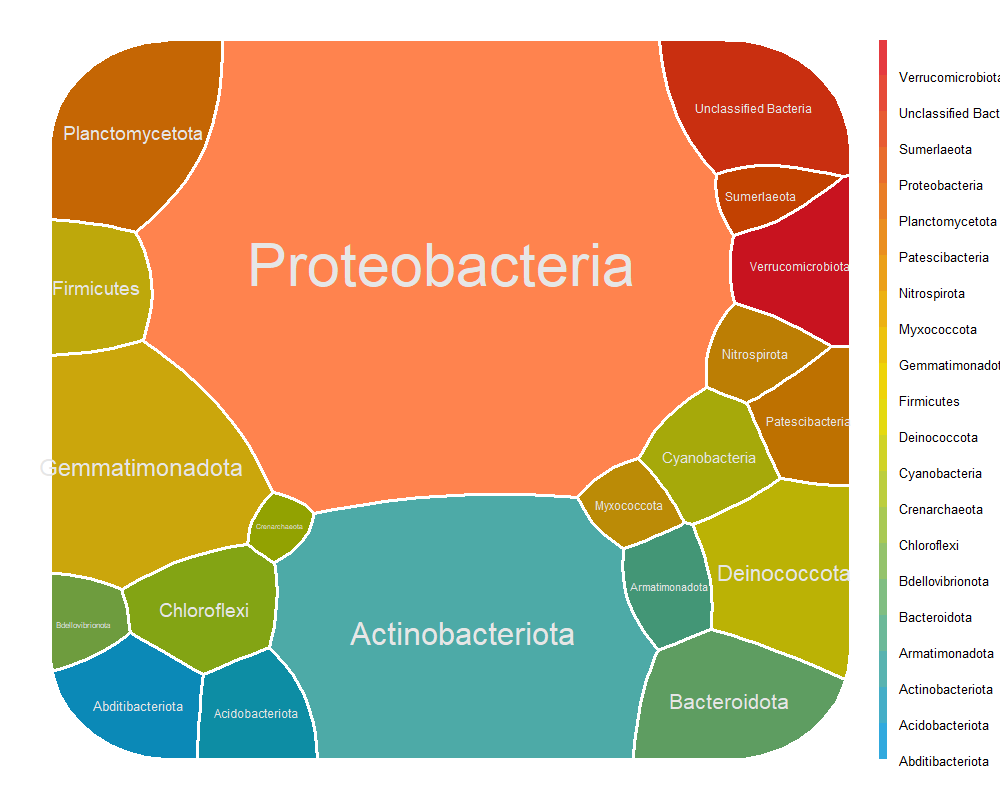 Planctomycetota
Unclassified Bacteria
Sumerlaeota
Proteobacteria
Verrucomicrobiota
Firmicutes
Nitrospirota
Patescibacteria
Cyanobacteria
Gemmatimonadota
Myxococcota
Crenarchaeota
Deinococcota
Armatimonadota
Chloroflexi
Bdellovibrionota
Actinobacteriota
Bacteroidota
Abditibacteriota
Acidobacteriota
Verrucomicrobiota
Unclassified Bact
Sumerlaeota
Proteobacteria
Planctomycetota
Patescibacteria
Nitrospirota
Myxococcota
Gemmatimonadot
Firmicutes
Deinococcota
Cyanobacteria
Crenarchaeota
Chloroflexi
Bdellovibrionota
Bacteroidota
Armatimonadota
Actinobacteriota
Acidobacteriota
Abditibacteriota